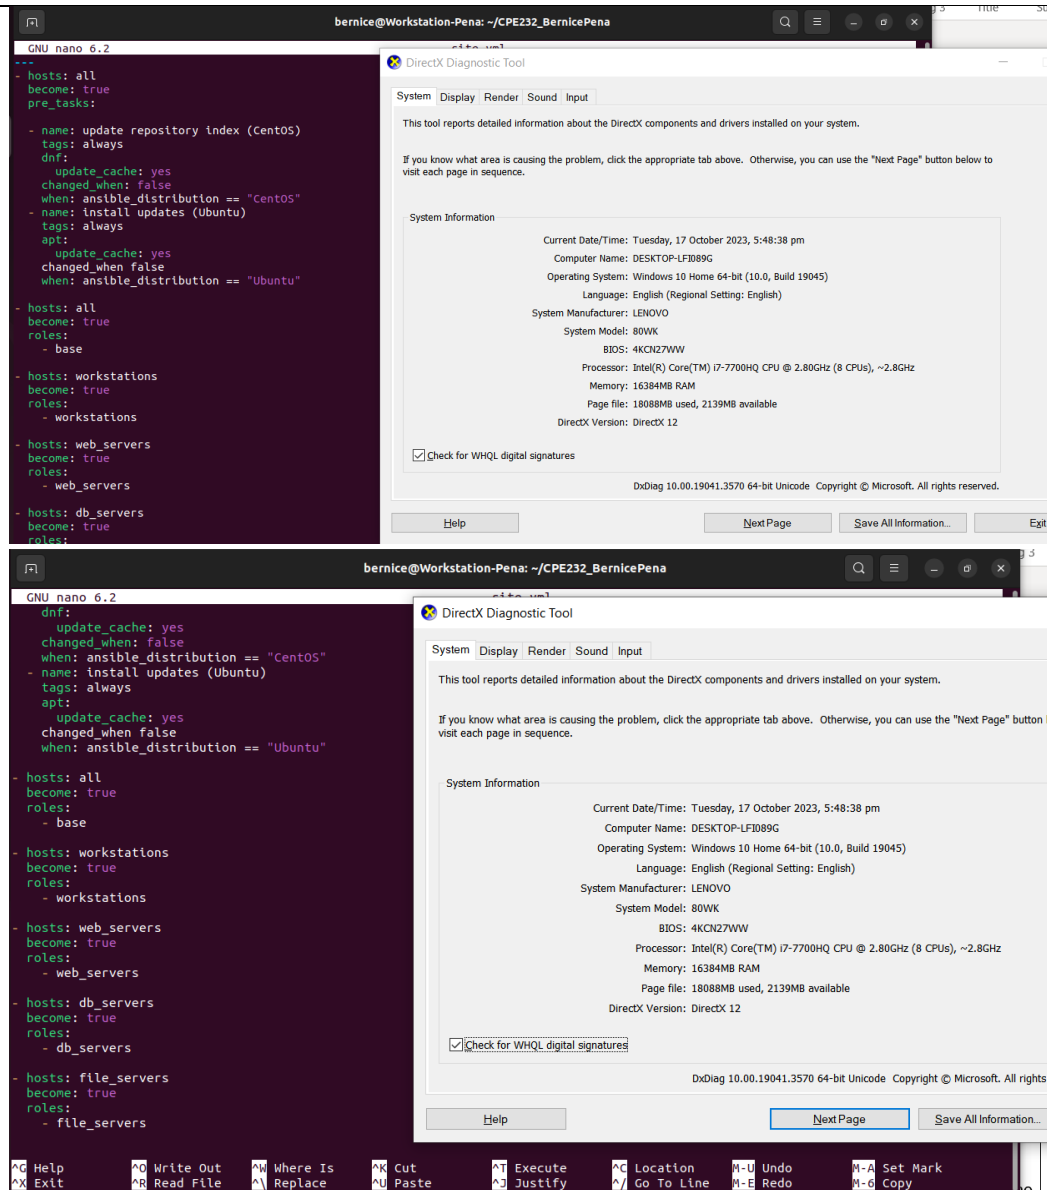 bernice@Workstation-Pena: ~/CPE232_BernicePena
GNU nano 6.2 site.yml
---
- hosts: all
become: true
pre_tasks:
- name: update repository index (CentOS)
tags: always
dnf:
update_cache: yes
changed_when: false
when: ansible_distribution == "CentOS"
- name: install updates (Ubuntu)
tags: always
apt:
update_cache: yes
changed_when false
when: ansible_distribution == "Ubuntu"
- hosts: all
become: true
roles:
- base
- hosts: workstations
become: true
roles:
- workstations
- hosts: web_servers
become: true
roles:
- web_servers
- hosts: db_servers
become: true
roles:
DirectX Diagnostic Tool
System Display Render Sound Input
This tool reports detailed information about the DirectX components and drivers installed on your system.
If you know what area is causing the problem, click the appropriate tab above. Otherwise, you can use the "Next Page" button below to
visit each page in sequence.
System Information
Current Date/Time: Tuesday, 17 October 2023, 5:48:38 pm
Computer Name: DESKTOP-LFI089G
Operating System: Windows 10 Home 64-bit (10.0, Build 19045)
Language: English (Regional Setting: English)
System Manufacturer: LENOVO
System Model: 80WK
BIOS: 4KCN27WW
Processor: Intel(R) Core(TM) i7-7700HQ CPU @ 2.80GHz (8 CPUs), ~2.8GHz
Memory: 16384MB RAM
Page file: 18088MB used, 2139MB available
DirectX Version: DirectX 12
Check for WHQL digital signatures
DxDiag 10.00.19041.3570 64-bit Unicode Copyright © Microsoft. All rights reserved.
Help Next Page Save All Information... Exit
bernice@Workstation-Pena: ~/CPE232_BernicePena
GNU nano 6.2 site.yml
dnf:
update_cache: yes
changed_when: false
when: ansible_distribution == "CentOS"
- name: install updates (Ubuntu)
tags: always
apt:
update_cache: yes
changed_when false
when: ansible_distribution == "Ubuntu"
- hosts: all
become: true
roles:
- base
- hosts: workstations
become: true
roles:
- workstations
- hosts: web_servers
become: true
roles:
- web_servers
- hosts: db_servers
become: true
roles:
- db_servers
- hosts: file_servers
become: true
roles:
- file_servers
DirectX Diagnostic Tool
System Display Render Sound Input
This tool reports detailed information about the DirectX components and drivers installed on your system.
If you know what area is causing the problem, click the appropriate tab above. Otherwise, you can use the "Next Page" button
visit each page in sequence.
System Information
Current Date/Time: Tuesday, 17 October 2023, 5:48:38 pm
Computer Name: DESKTOP-LFI089G
Operating System: Windows 10 Home 64-bit (10.0, Build 19045)
Language: English (Regional Setting: English)
System Manufacturer: LENOVO
System Model: 80WK
BIOS: 4KCN27WW
Processor: Intel(R) Core(TM) i7-7700HQ CPU @ 2.80GHz (8 CPUs), ~2.8GHz
Memory: 16384MB RAM
Page file: 18088MB used, 2139MB available
DirectX Version: DirectX 12
Check for WHQL digital signatures
DxDiag 10.00.19041.3570 64-bit Unicode Copyright © Microsoft. All rights
Help Next Page Save All Information...
^G Help ^O Write Out ^W Where Is ^K Cut ^T Execute ^C Location M-U Undo M-A Set Mark
^X Exit ^R Read File ^\ Replace ^U Paste ^J Justify ^/ Go To Line M-E Redo M-6 Copy